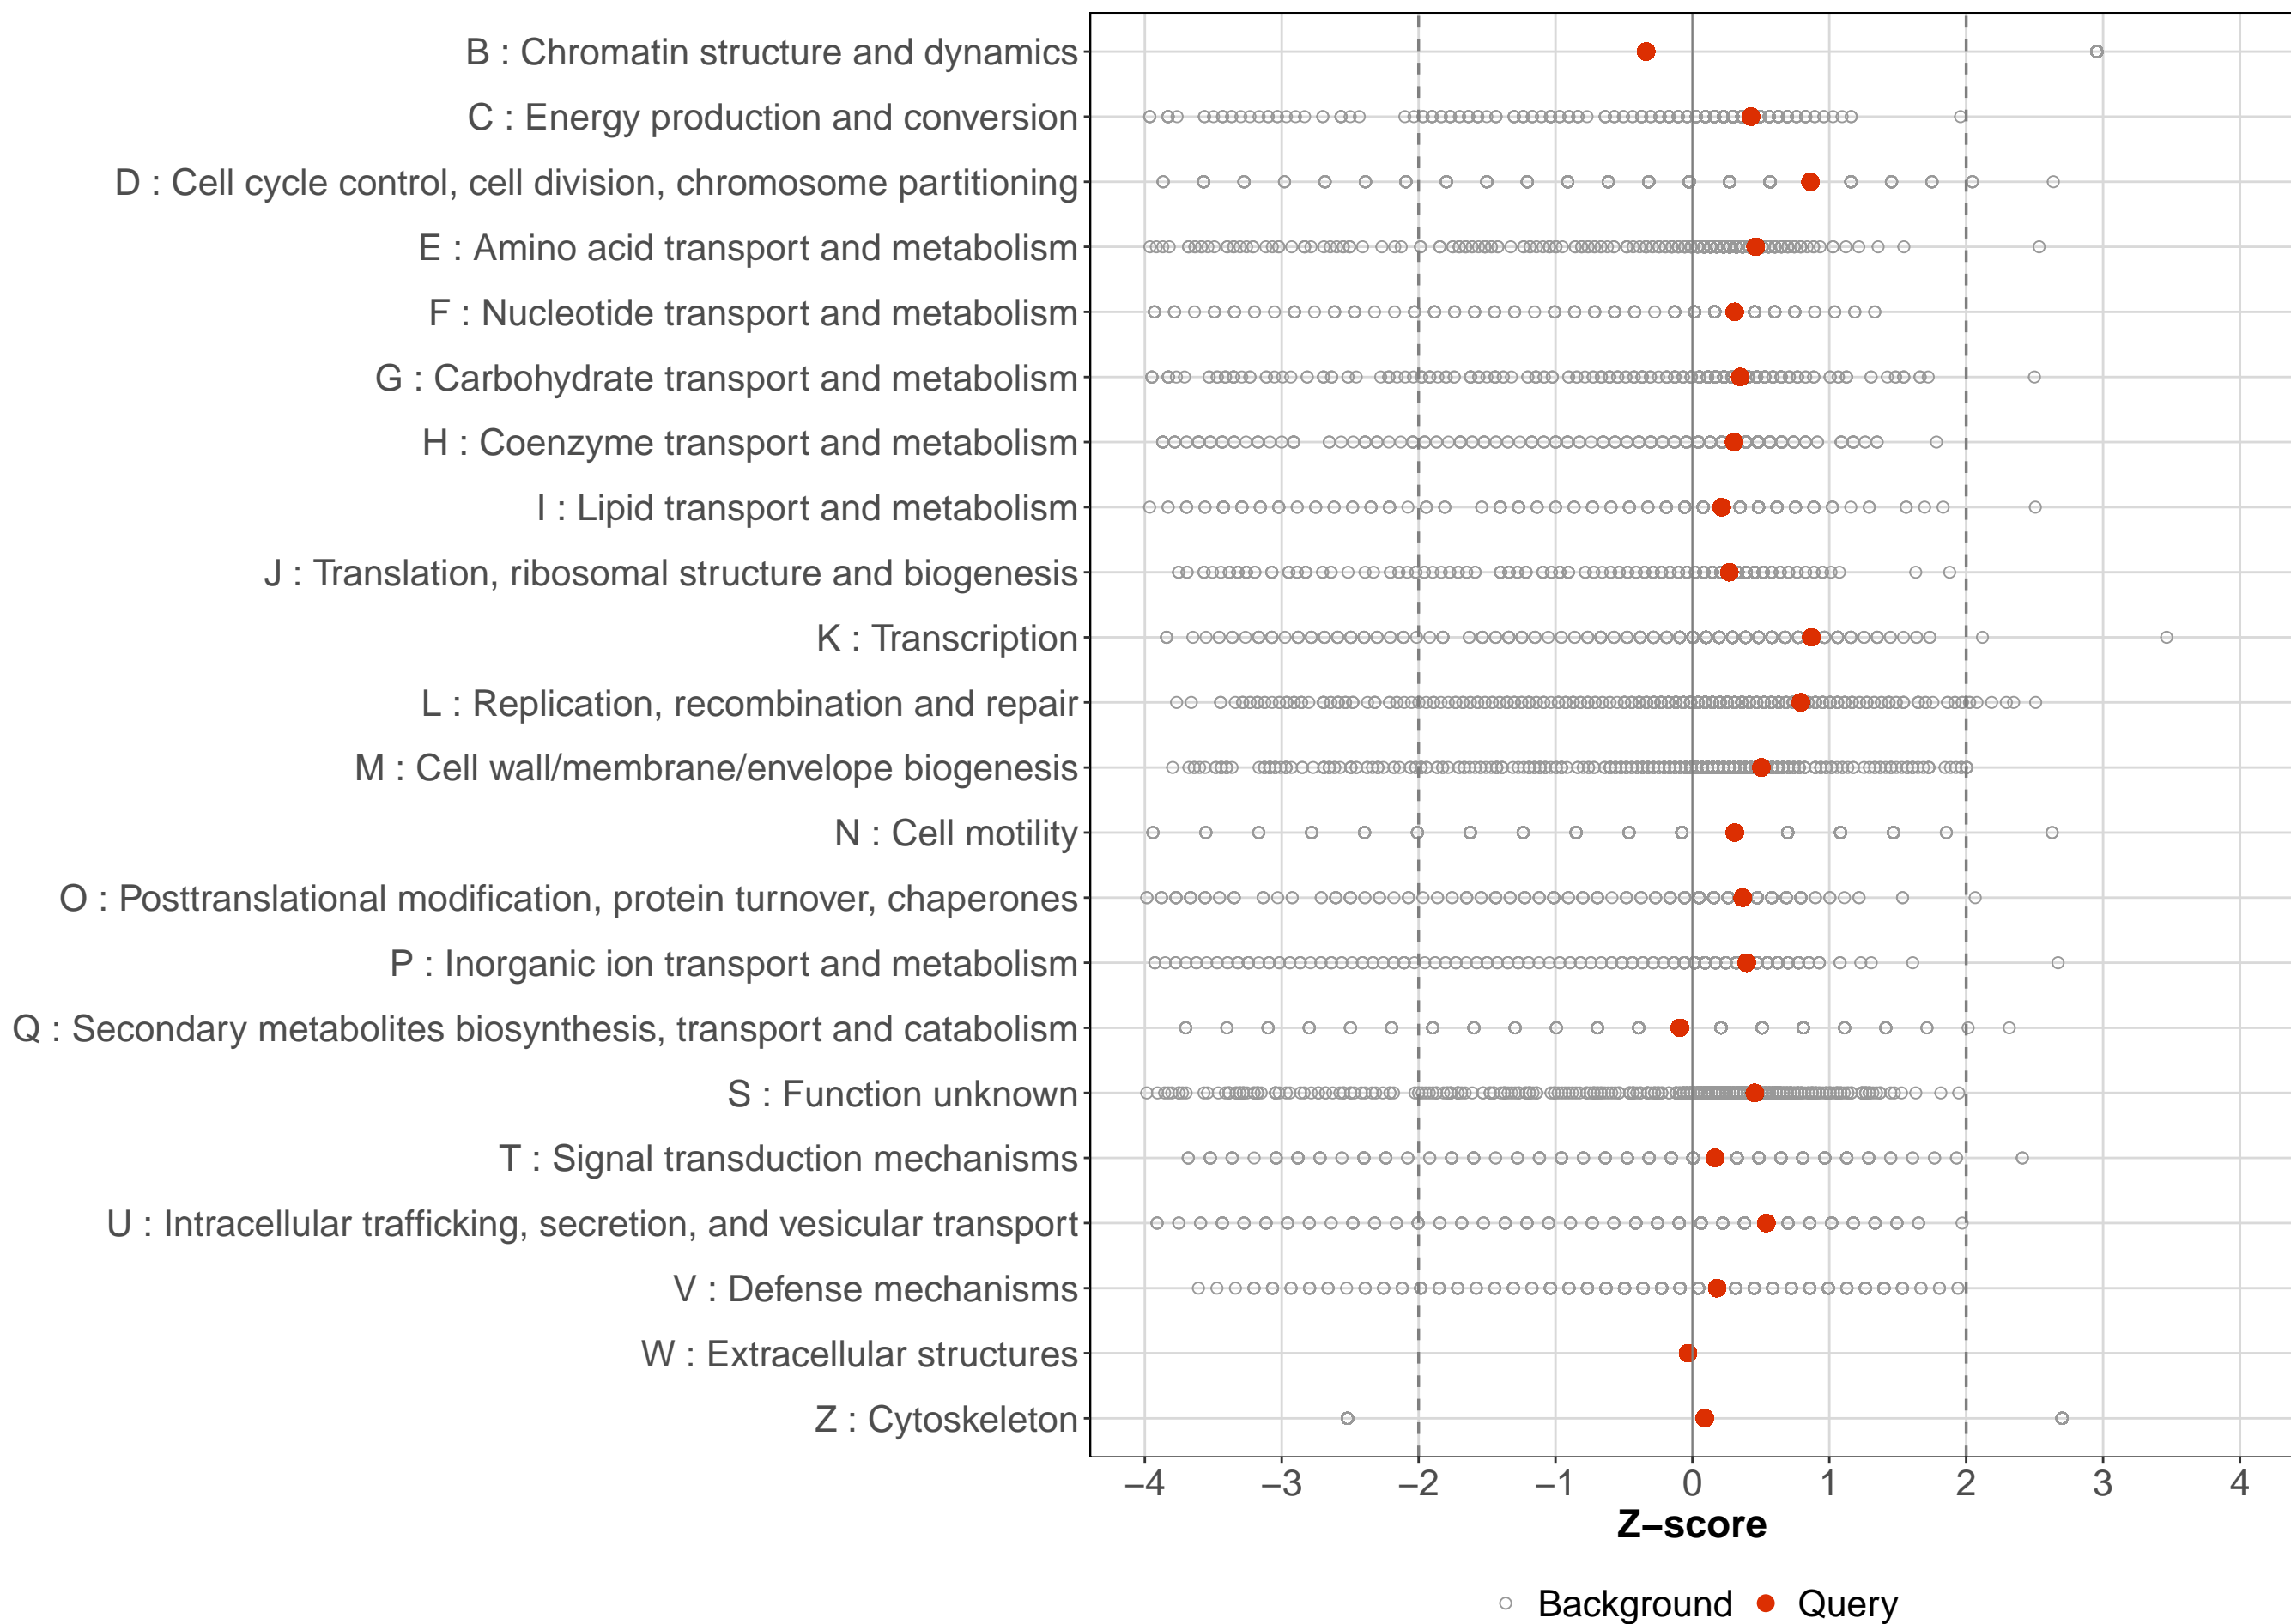 B : Chromatin structure and dynamics
C : Energy production and conversion
D : Cell cycle control, cell division, chromosome partitioning
E : Amino acid transport and metabolism
F : Nucleotide transport and metabolism
G : Carbohydrate transport and metabolism
H : Coenzyme transport and metabolism
I : Lipid transport and metabolism
J : Translation, ribosomal structure and biogenesis
K : Transcription
L : Replication, recombination and repair
M : Cell wall/membrane/envelope biogenesis
N : Cell motility
O : Posttranslational modification, protein turnover, chaperones
P : Inorganic ion transport and metabolism
Q : Secondary metabolites biosynthesis, transport and catabolism
S : Function unknown
T : Signal transduction mechanisms
U : Intracellular trafficking, secretion, and vesicular transport
V : Defense mechanisms
W : Extracellular structures
Z : Cytoskeleton
−4 −3 −2 −1 0 1 2 3 4
Z−score
Background Query